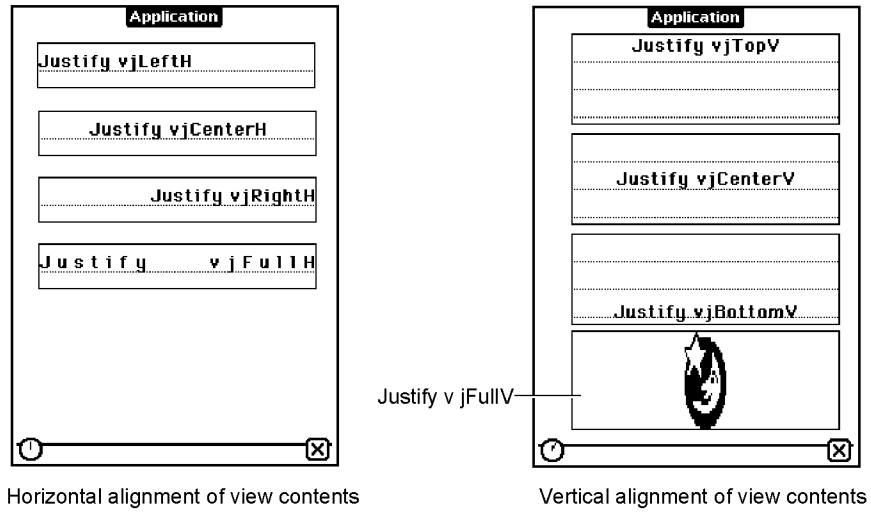 Application
Justify vjLeftH
Justify vjCenterH
Justify vjRightH
Justify vjFullH
Horizontal alignment of view contents
Application
Justify vjTopV
Justify vjCenterV
Justify vjBottomV
Justify v jFullV
Vertical alignment of view contents